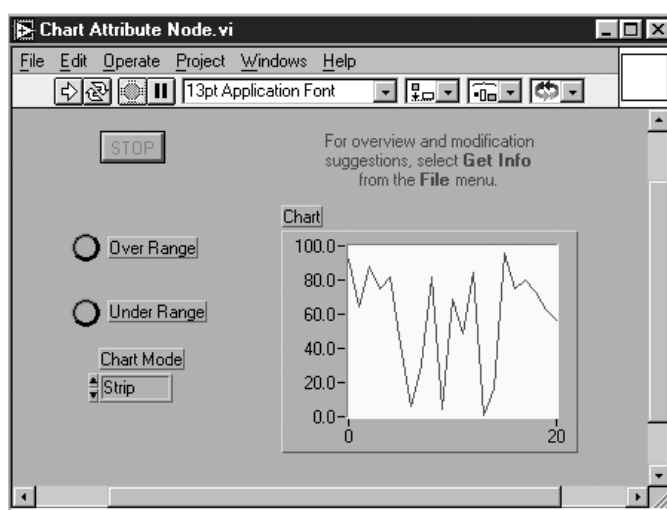 Chart Attribute Node.vi
File Edit Operate Project Windows Help
13pt Application Font
STOP
For overview and modification
suggestions, select Get Info
from the File menu.
Chart
Over Range
Under Range
Chart Mode
Strip
100.0
80.0
60.0
40.0
20.0
0.0
0 20